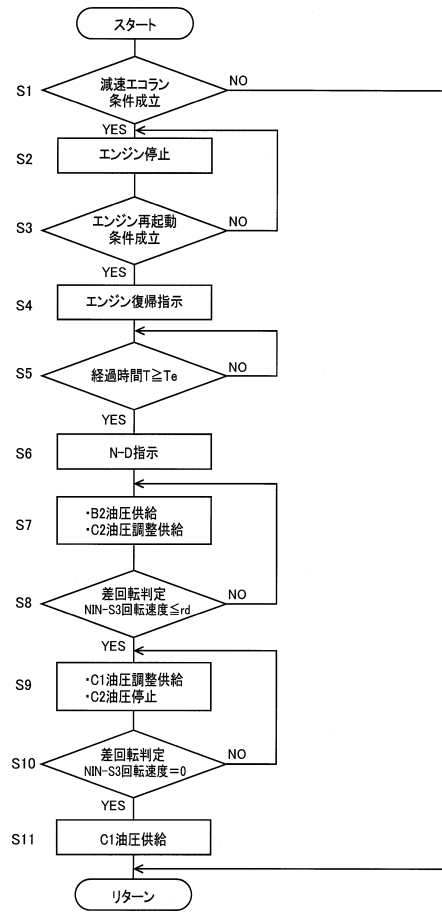 スタート
S1
減速エコラン
条件成立
NO
YES
S2
エンジン停止
S3
エンジン再起動
条件成立
NO
YES
S4
エンジン復帰指示
S5
経過時間T≧Te
NO
YES
S6
N-D指示
S7
・B2油圧供給
・C2油圧調整供給
S8
差回転判定
NIN-S3回転速度≦rd
NO
YES
S9
・C1油圧調整供給
・C2油圧停止
S10
差回転判定
NIN-S3回転速度=0
NO
YES
S11
C1油圧供給
リターン